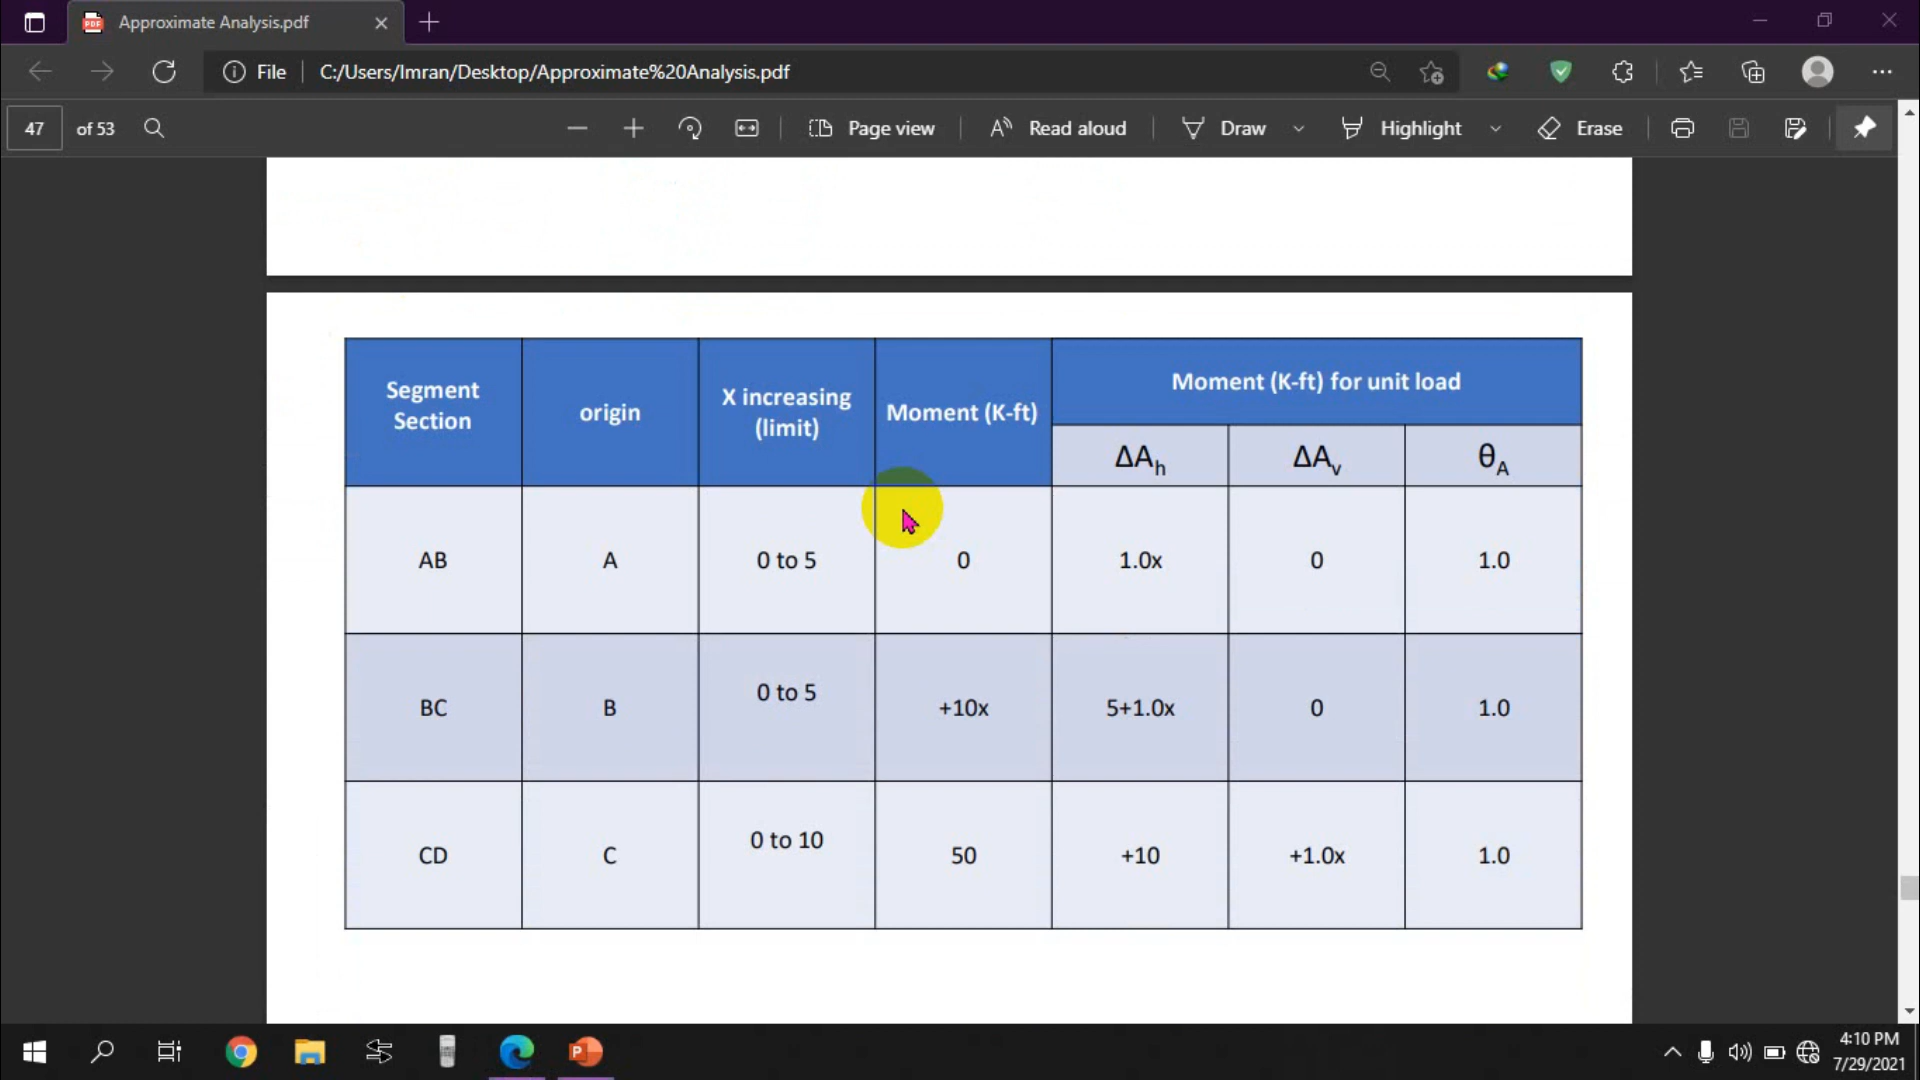 Approximate Analysis.pdf
File C:/Users/Imran/Desktop/Approximate%20Analysis.pdf
47 of 53 Page view Read aloud Draw Highlight Erase
Segment Section origin X increasing (limit) Moment (K-ft) Moment (K-ft) for unit load
ΔAh ΔAv θA
AB A 0 to 5 0 1.0x 0 1.0
BC B 0 to 5 +10x 5+1.0x 0 1.0
CD C 0 to 10 50 +10 +1.0x 1.0
4:10 PM
7/29/2021